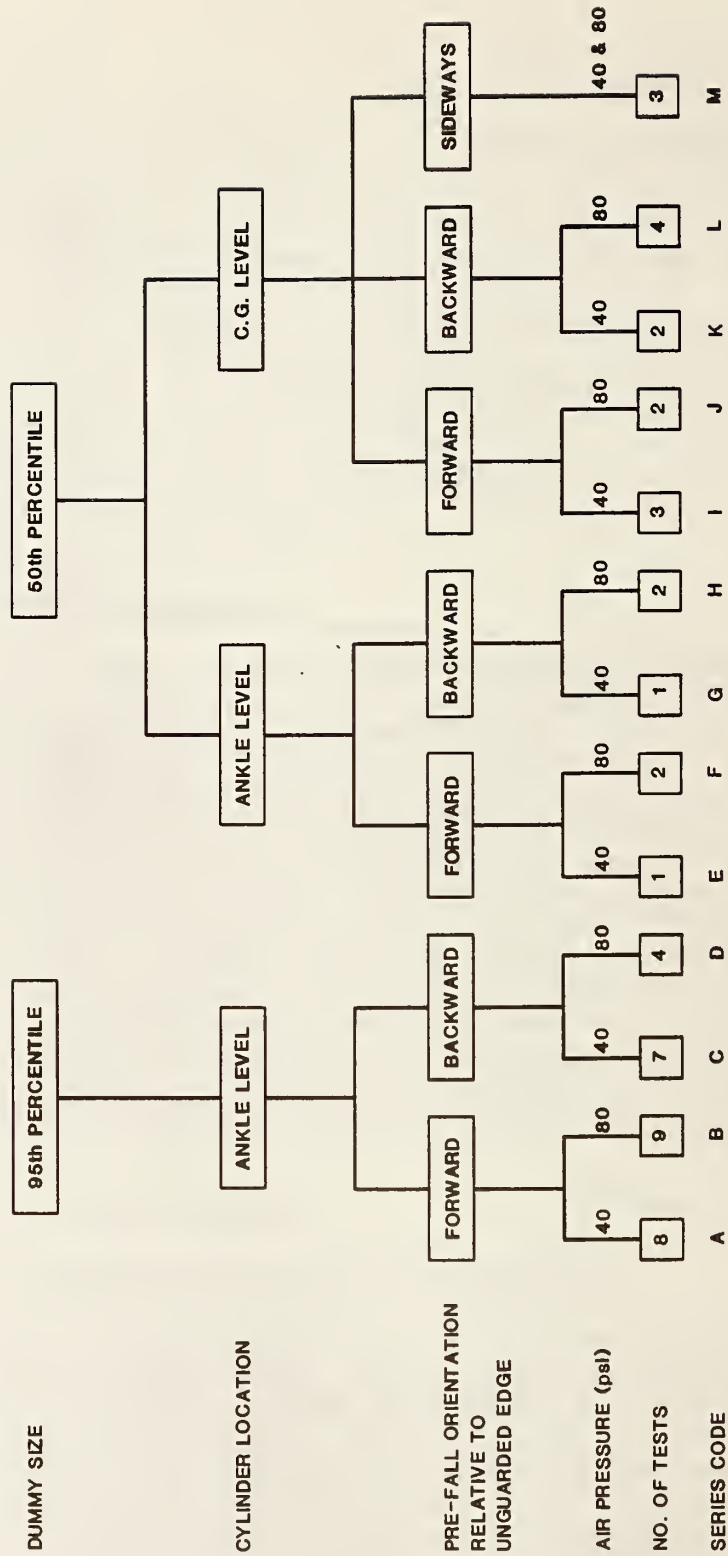 DUMMY SIZE
95th PERCENTILE
50th PERCENTILE
CYLINDER LOCATION
ANKLE LEVEL
ANKLE LEVEL
C.G. LEVEL
PRE-FALL ORIENTATION
RELATIVE TO
UNGUARDED EDGE
FORWARD
BACKWARD
FORWARD
BACKWARD
FORWARD
BACKWARD
SIDEWAYS
AIR PRESSURE (psi)
40 80 40 80 40 80 40 80 40 80 40 80 40 & 80
NO. OF TESTS
8 9 7 4 1 2 1 2 3 2 2 4 3
SERIES CODE
A B C D E F G H I J K L M